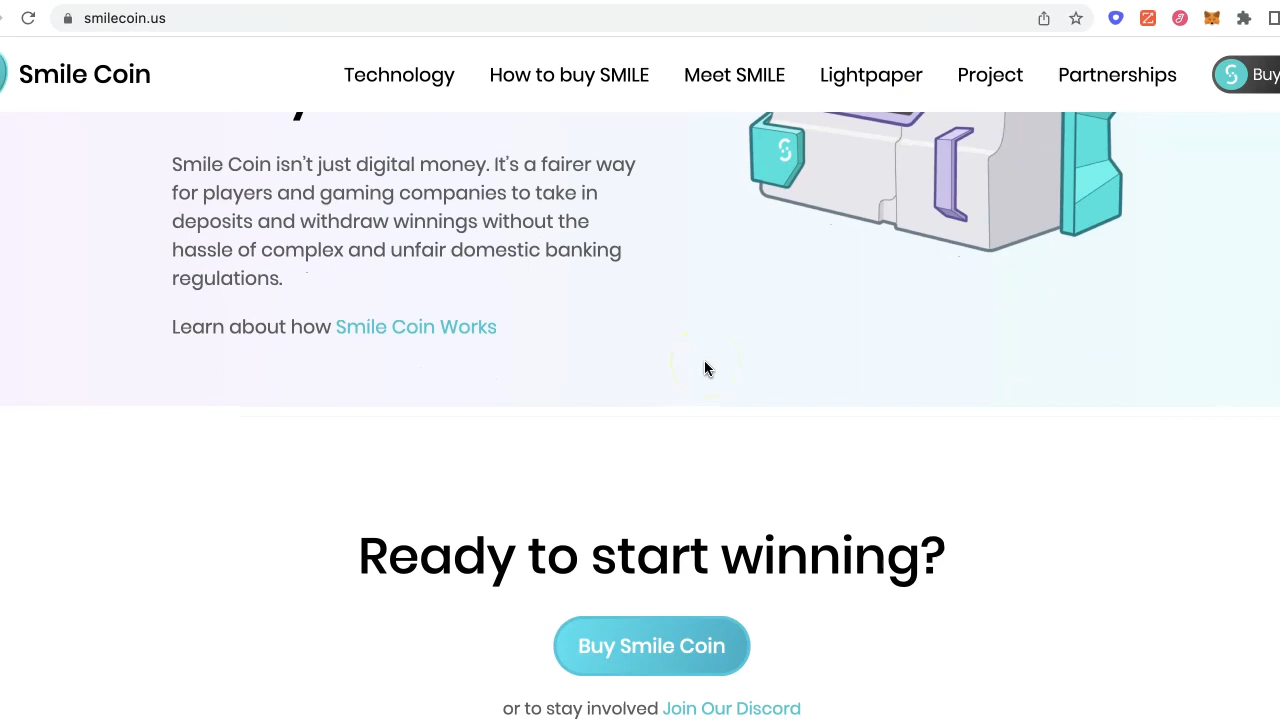 smilecoin.us
Smile Coin
Technology
How to buy SMILE
Meet SMILE
Lightpaper
Project
Partnerships
Buy
Smile Coin isn't just digital money. It's a fairer way
for players and gaming companies to take in
deposits and withdraw winnings without the
hassle of complex and unfair domestic banking
regulations.
Learn about how Smile Coin Works
Ready to start winning?
Buy Smile Coin
or to stay involved Join Our Discord